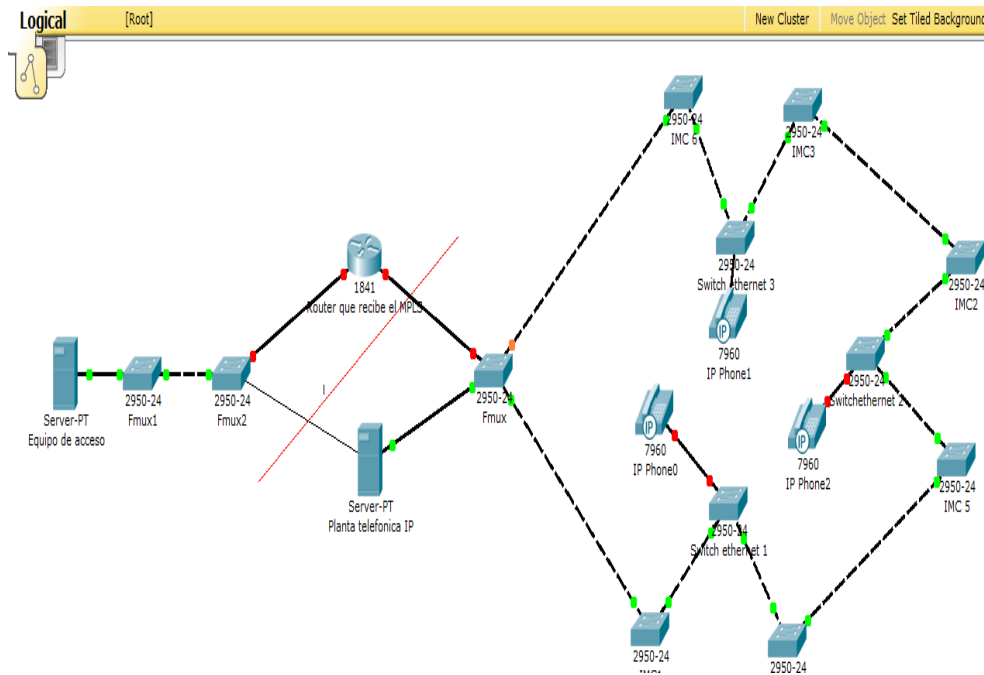 Logical
[Root]
New Cluster
Move Object
Set Tiled Background
2950-24
IMC 6
2950-24
IMC3
2950-24
Switch ethernet 3
2950-24
IMC2
1841
Router que recibe el MPLS
7960
IP Phone1
Server-PT
Equipo de acceso
2950-24
Fmux1
2950-24
Fmux2
2950-24
Fmux
2950-24
Switchethernet 2
7960
IP Phone0
7960
IP Phone2
2950-24
IMC 5
Server-PT
Planta telefonica IP
2950-24
Switch ethernet 1
2950-24
2950-24
IP
IP
IP